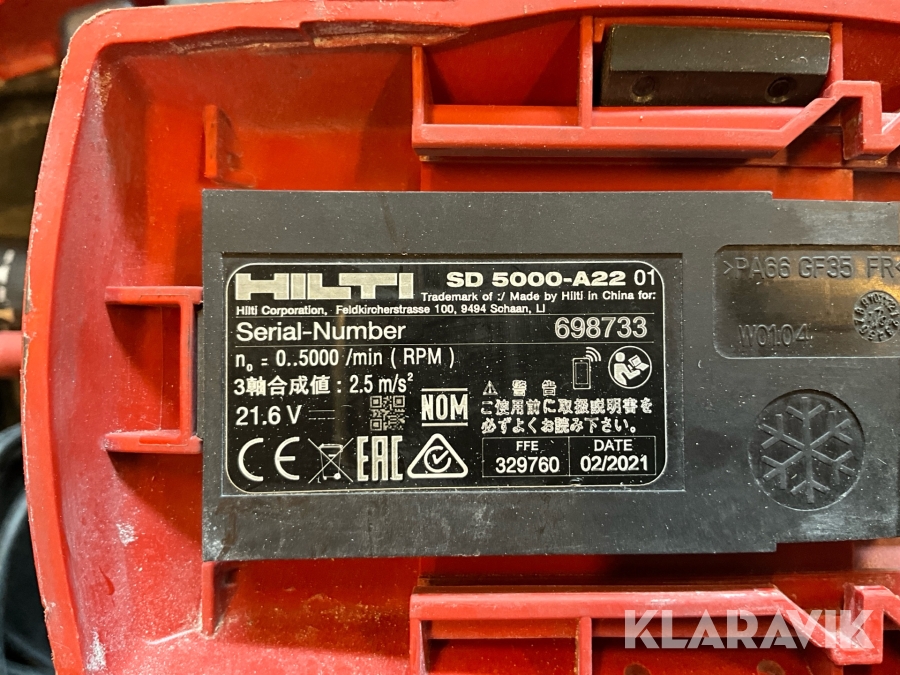 HILTI SD 5000-A22 01
Trademark of :/ Made by Hilti in China for:
Hilti Corporation, Feldkircherstrasse 100, 9494 Schaan, LI
Serial-Number 698733
n₀ = 0..5000 /min ( RPM )
3軸合成値 : 2.5 m/s²
21.6 V
NOM
⚠ 警 告
ご使用前に取扱説明書を
必ずよくお読み下さい。
CE EAC
FFE
329760
DATE
02/2021
>PA66 GF35 FR<
W0104
KLARAVIK